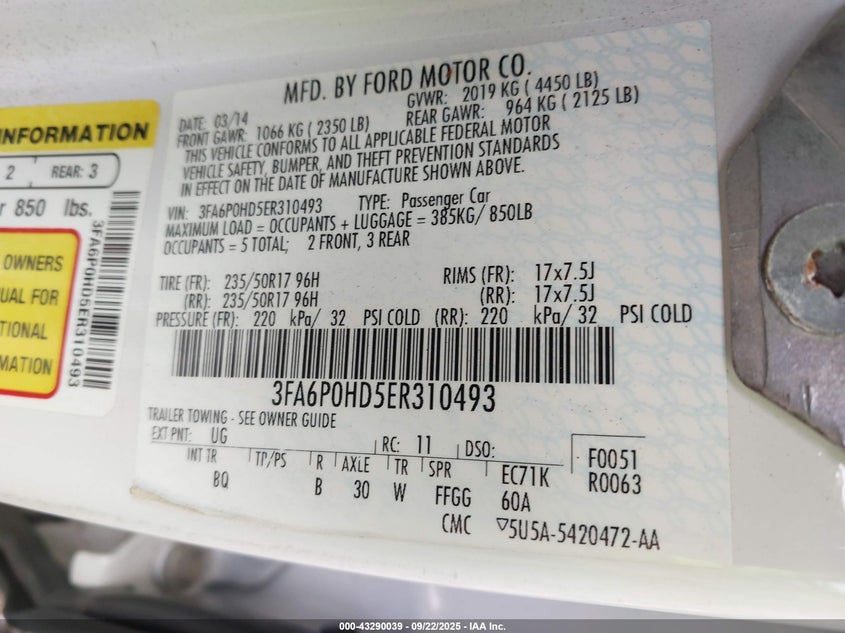 MFD. BY FORD MOTOR CO.
DATE: 03/14 GVWR: 2019 KG ( 4450 LB)
FRONT GAWR: 1066 KG ( 2350 LB) REAR GAWR: 964 KG ( 2125 LB)
THIS VEHICLE CONFORMS TO ALL APPLICABLE FEDERAL MOTOR
VEHICLE SAFETY, BUMPER, AND THEFT PREVENTION STANDARDS
IN EFFECT ON THE DATE OF MANUFACTURE SHOWN ABOVE.
VIN: 3FA6P0HD5ER310493 TYPE: Passenger Car
MAXIMUM LOAD = OCCUPANTS + LUGGAGE = 385KG/ 850LB
OCCUPANTS = 5 TOTAL; 2 FRONT, 3 REAR
TIRE (FR): 235/50R17 96H RIMS (FR): 17x7.5J
(RR): 235/50R17 96H (RR): 17x7.5J
PRESSURE (FR): 220 kPa/ 32 PSI COLD (RR): 220 kPa/ 32 PSI COLD
3FA6P0HD5ER310493
TRAILER TOWING - SEE OWNER GUIDE
EXT PNT: UG RC: 11 DSO: F0051
INT TR TP/PS R AXLE TR SPR EC71K R0063
BQ B 30 W FFGG 60A
CMC 5U5A-5420472-AA
INFORMATION
2 REAR: 3
850 lbs.
OWNERS
FOR
3FA6P0HD5ER310493
000-43290039 - 09/22/2025 - IAA Inc.